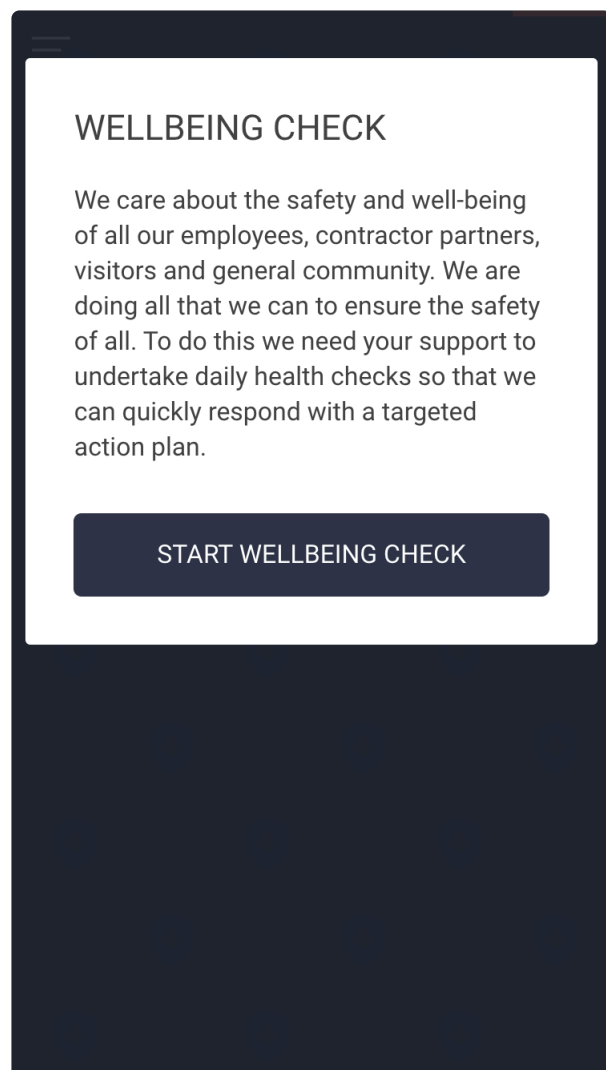 WELLBEING CHECK
We care about the safety and well-being
of all our employees, contractor partners,
visitors and general community. We are
doing all that we can to ensure the safety
of all. To do this we need your support to
undertake daily health checks so that we
can quickly respond with a targeted
action plan.
START WELLBEING CHECK